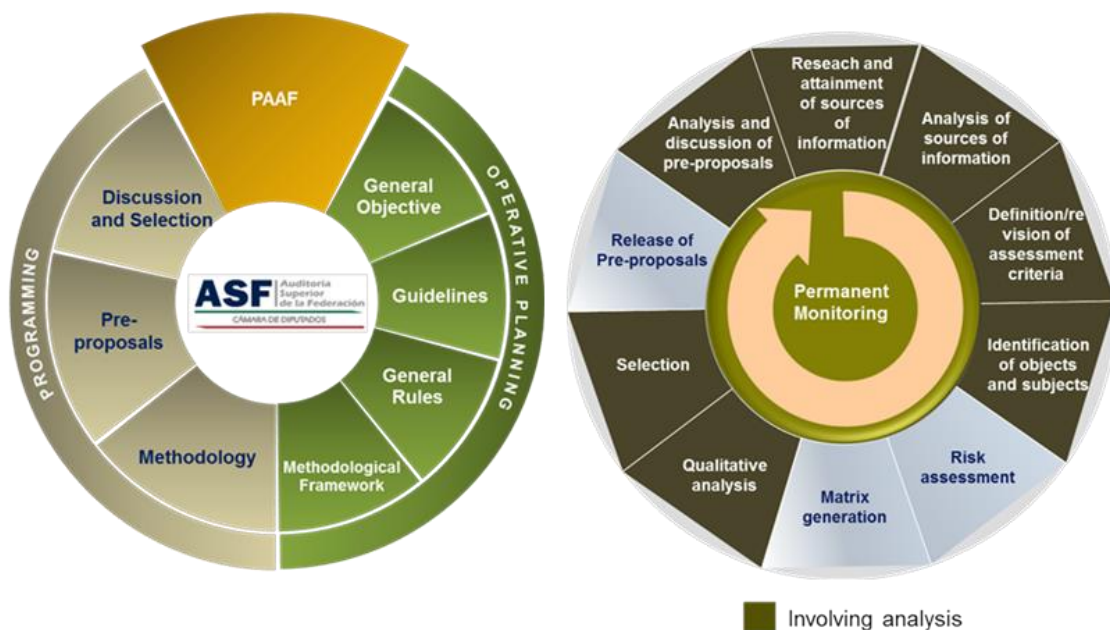 PAAF
General
Objective
Guidelines
General
Rules
Methodological
Framework
Methodology
Pre-
proposals
Discussion
and Selection
PROGRAMMING
OPERATIVE PLANNING
ASF
Auditoría
Superior
de la Federación
CÁMARA DE DIPUTADOS
Reseach and
attainment
of sources
of
information
Analysis of
sources of
information
Definition/re
vision of
assessment
criteria
Identification
of objects
and subjects
Risk
assessment
Matrix
generation
Qualitative
analysis
Selection
Release of
Pre-proposals
Analysis and
discussion of
pre-proposals
Permanent
Monitoring
Involving analysis